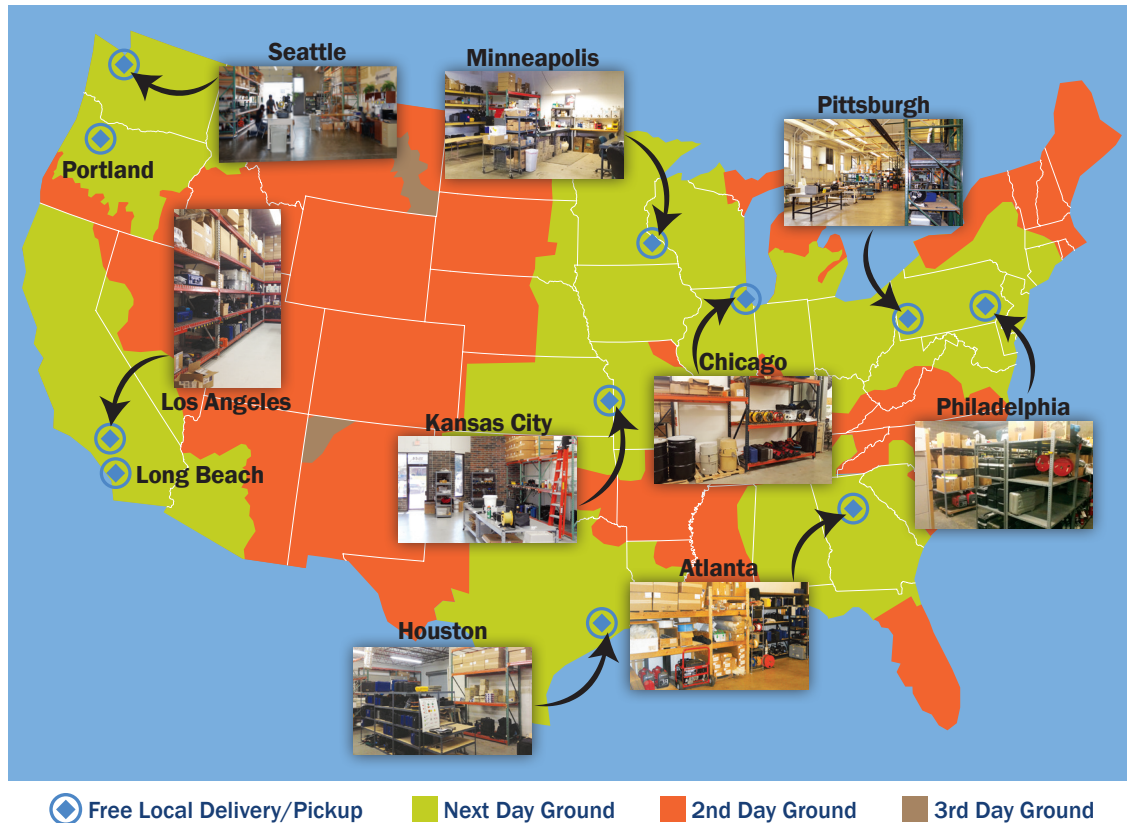 Seattle
Minneapolis
Pittsburgh
Portland
Los Angeles
Long Beach
Kansas City
Chicago
Philadelphia
Atlanta
Houston
Free Local Delivery/Pickup
Next Day Ground
2nd Day Ground
3rd Day Ground